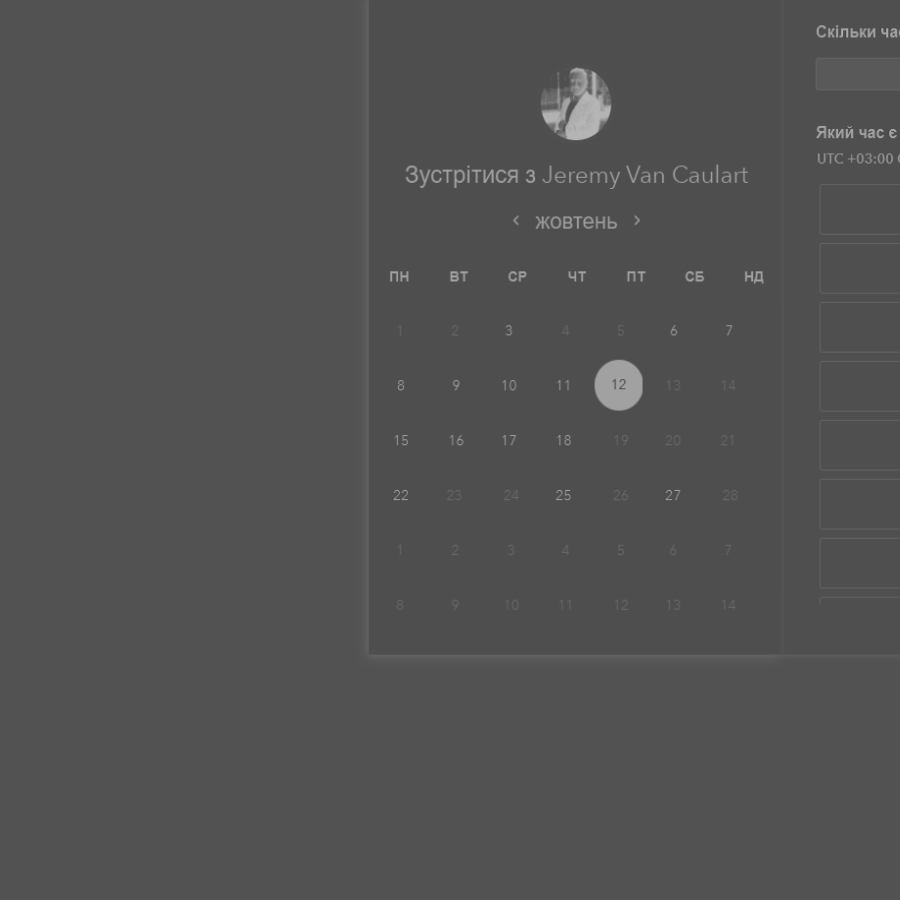 Скільки ча
Який час є
UTC +03:00
Зустрітися з Jeremy Van Caulart
жовтень
ПН ВТ СР ЧТ ПТ СБ НД
1 2 3 4 5 6 7
8 9 10 11 12 13 14
15 16 17 18 19 20 21
22 23 24 25 26 27 28
1 2 3 4 5 6 7
8 9 10 11 12 13 14